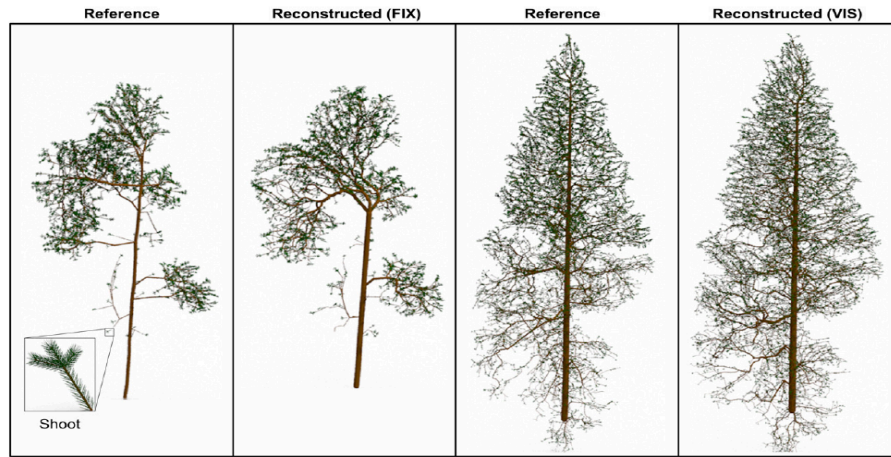 Reference
Reconstructed (FIX)
Reference
Reconstructed (VIS)
Shoot